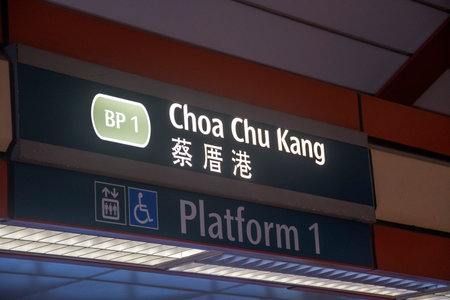 BP 1
Choa Chu Kang
蔡厝港
Platform 1